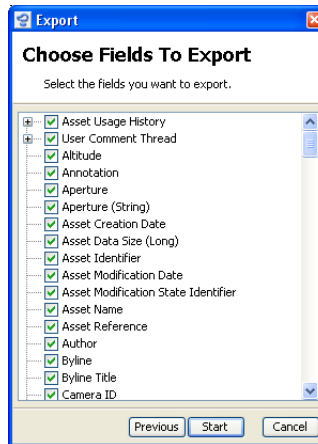 Export
Choose Fields To Export
Select the fields you want to export.
Asset Usage History
User Comment Thread
Altitude
Annotation
Aperture
Aperture (String)
Asset Creation Date
Asset Data Size (Long)
Asset Identifier
Asset Modification Date
Asset Modification State Identifier
Asset Name
Asset Reference
Author
Byline
Byline Title
Camera ID
Previous Start Cancel